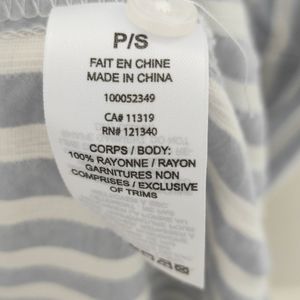 P/S
FAIT EN CHINE
MADE IN CHINA
100052349
CA# 11319
RN# 121340
CORPS / BODY:
100% RAYONNE / RAYON
GARNITURES NON
COMPRISES / EXCLUSIVE
OF TRIMS